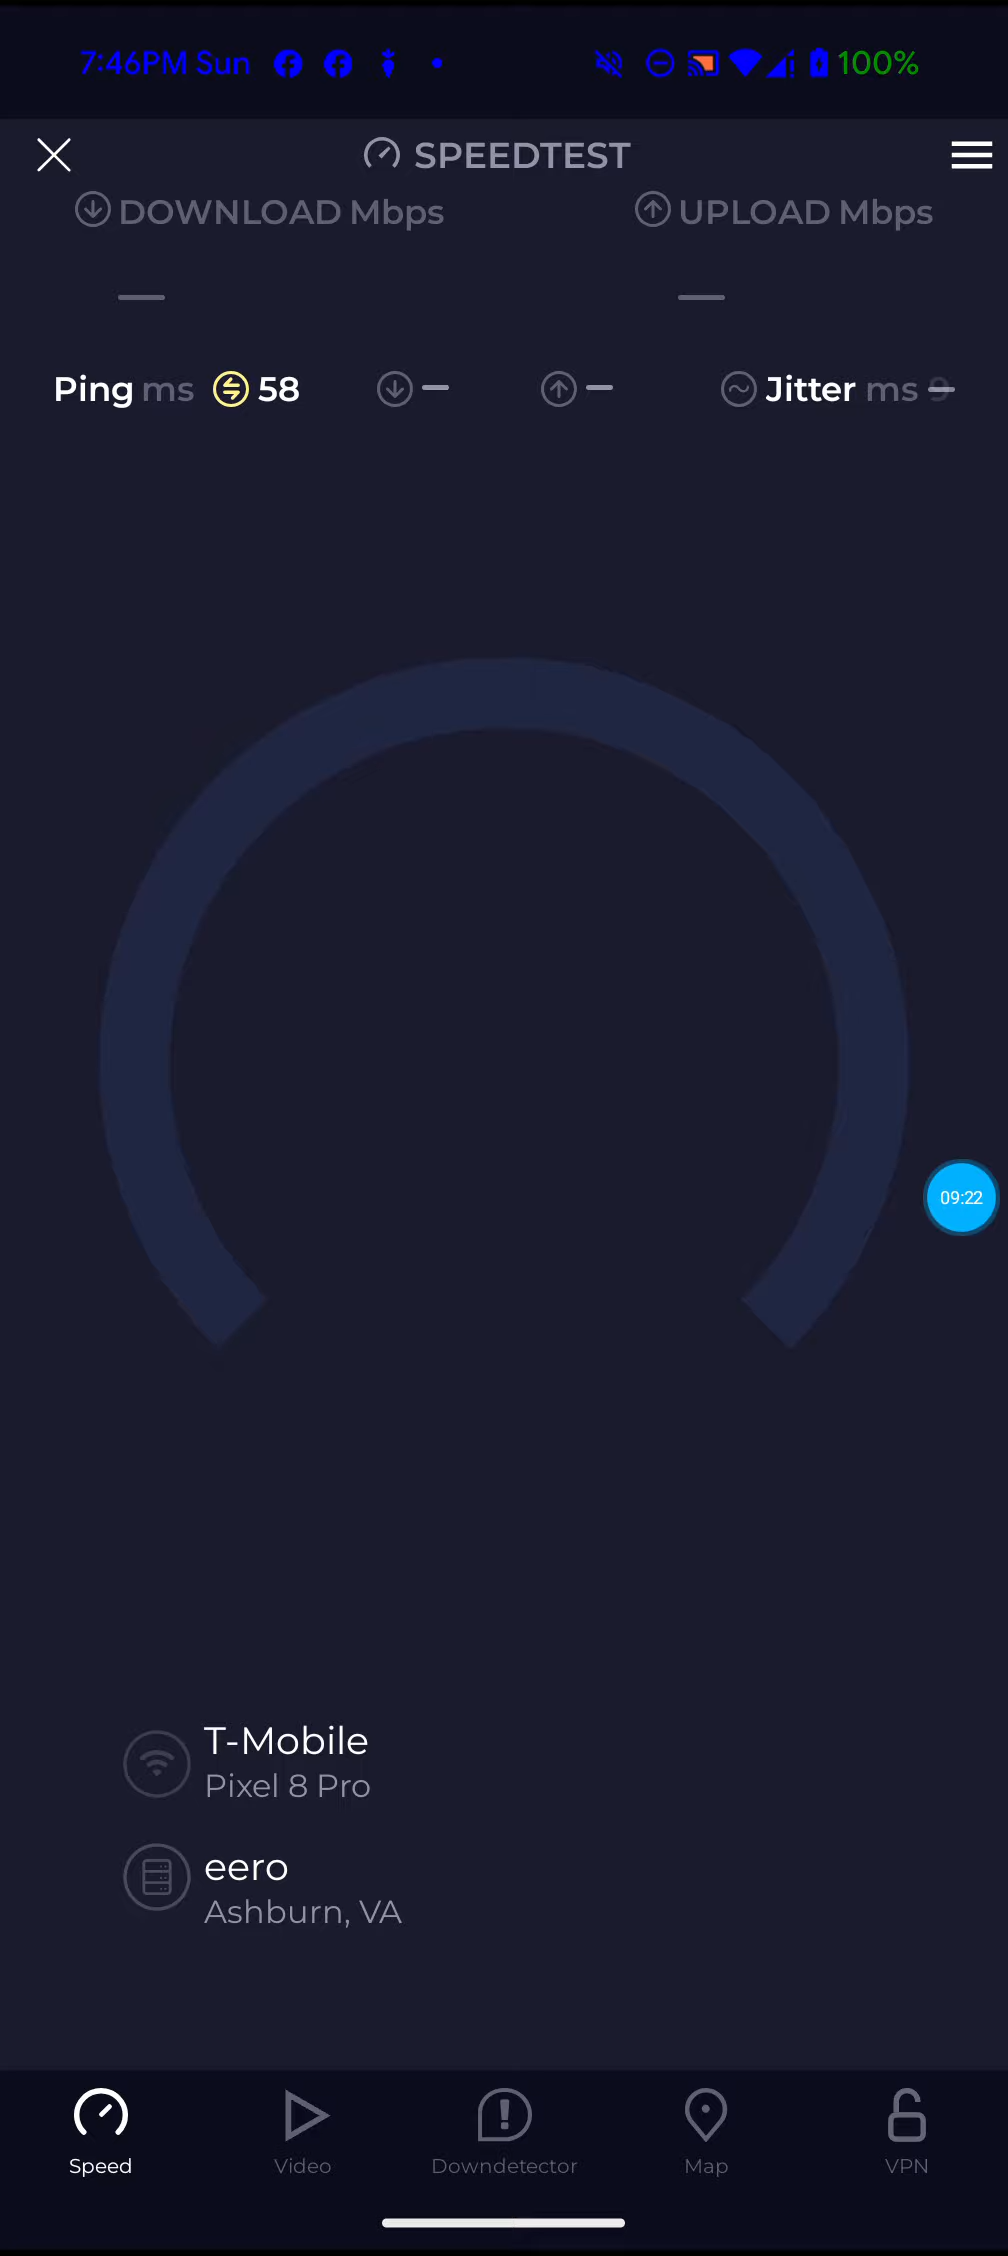 7:46PM Sun 100%
SPEEDTEST
DOWNLOAD Mbps UPLOAD Mbps
Ping ms 58 Jitter ms
09:22
T-Mobile
Pixel 8 Pro
eero
Ashburn, VA
Speed Video Downdetector Map VPN